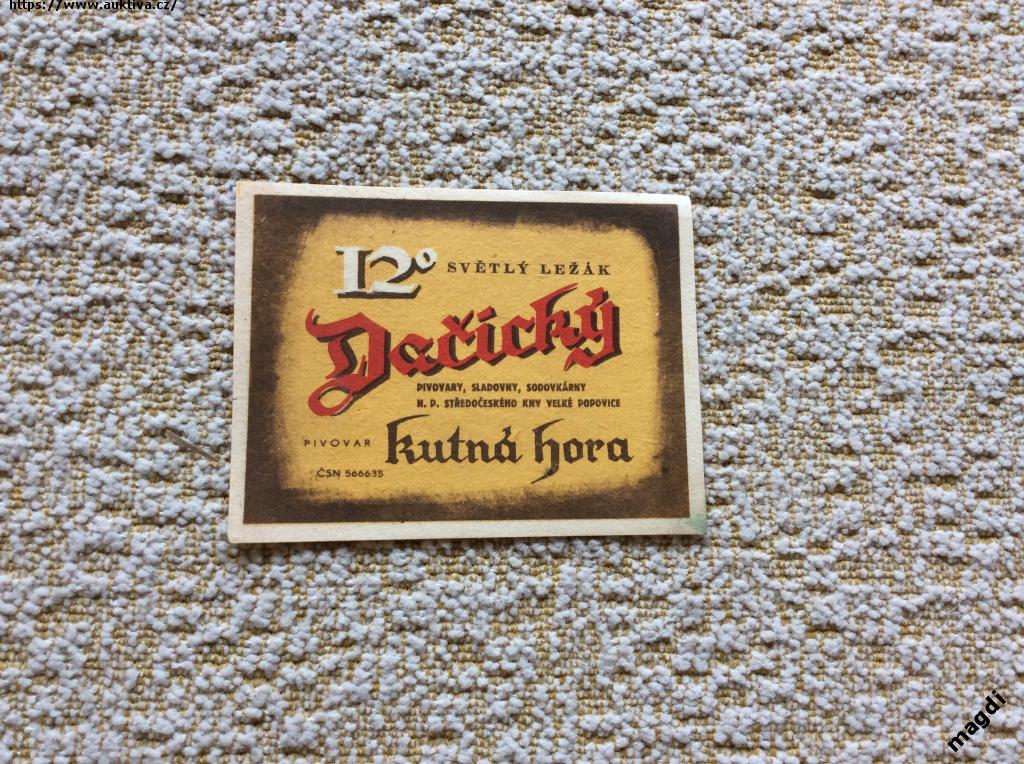 https://www.auktiva.cz/
12° SVĚTLÝ LEŽÁK
Dačický
PIVOVARY, SLADOVNY, SODOVKÁRNY
N. P. STŘEDOČESKÉHO KNV VELKÉ POPOVICE
PIVOVAR kutná hora
ČSN 566635
magdi